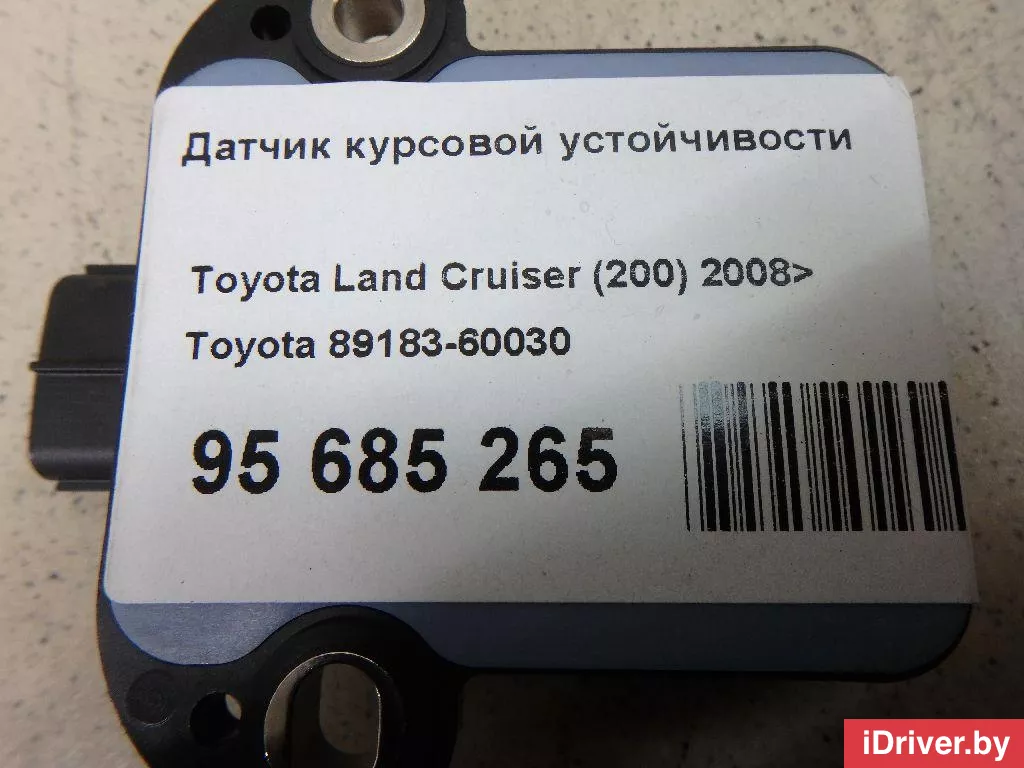 Датчик курсовой устойчивости
Toyota Land Cruiser (200) 2008>
Toyota 89183-60030
95 685 265
iDriver.by